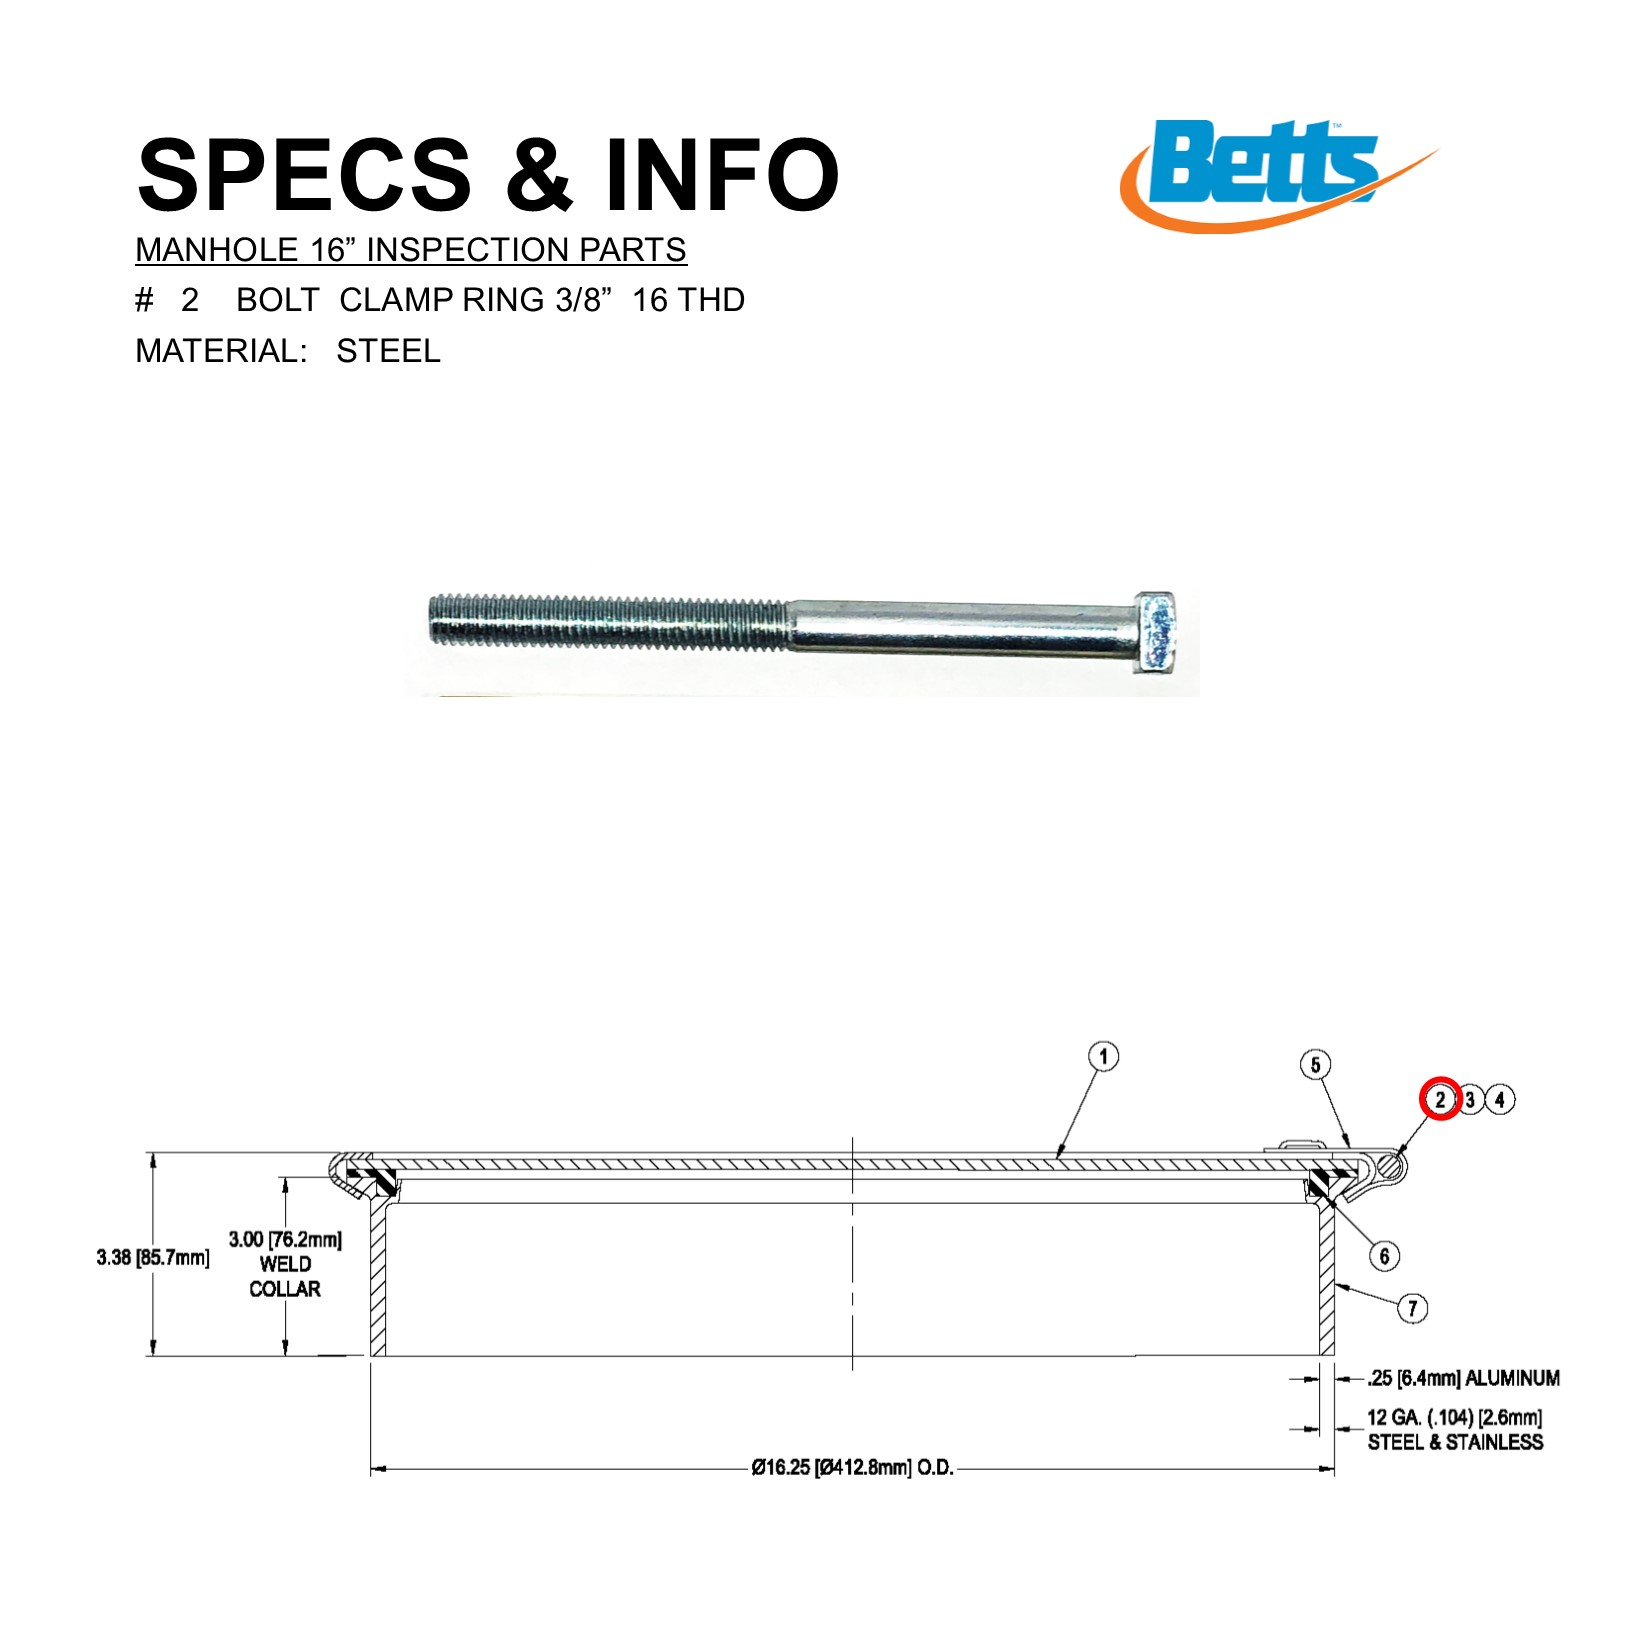 SPECS & INFO
Betts™
MANHOLE 16” INSPECTION PARTS
# 2 BOLT CLAMP RING 3/8” 16 THD
MATERIAL: STEEL
1
5
2 3 4
3.38 [85.7mm]
3.00 [76.2mm]
WELD
COLLAR
6
7
.25 [6.4mm] ALUMINUM
12 GA. (.104) [2.6mm]
STEEL & STAINLESS
Ø16.25 [Ø412.8mm] O.D.